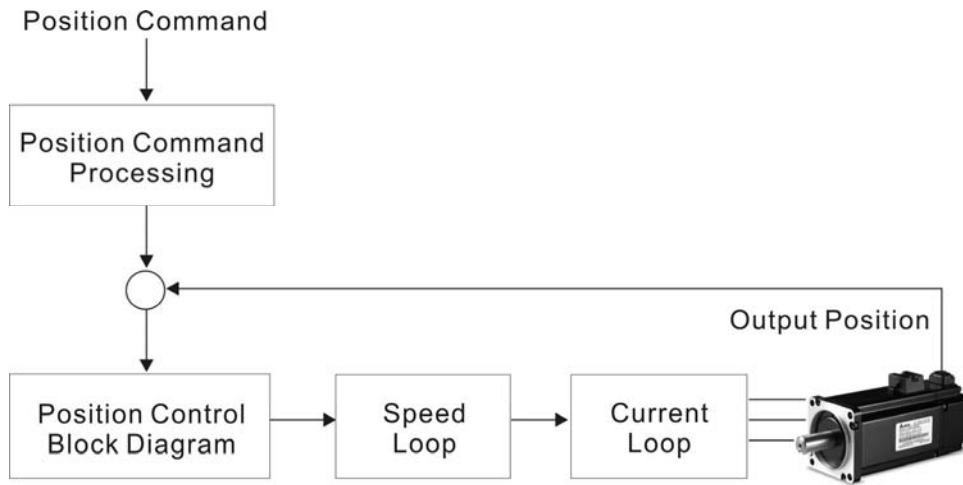 Position Command
Position Command
Processing
Output Position
Position Control
Block Diagram
Speed
Loop
Current
Loop